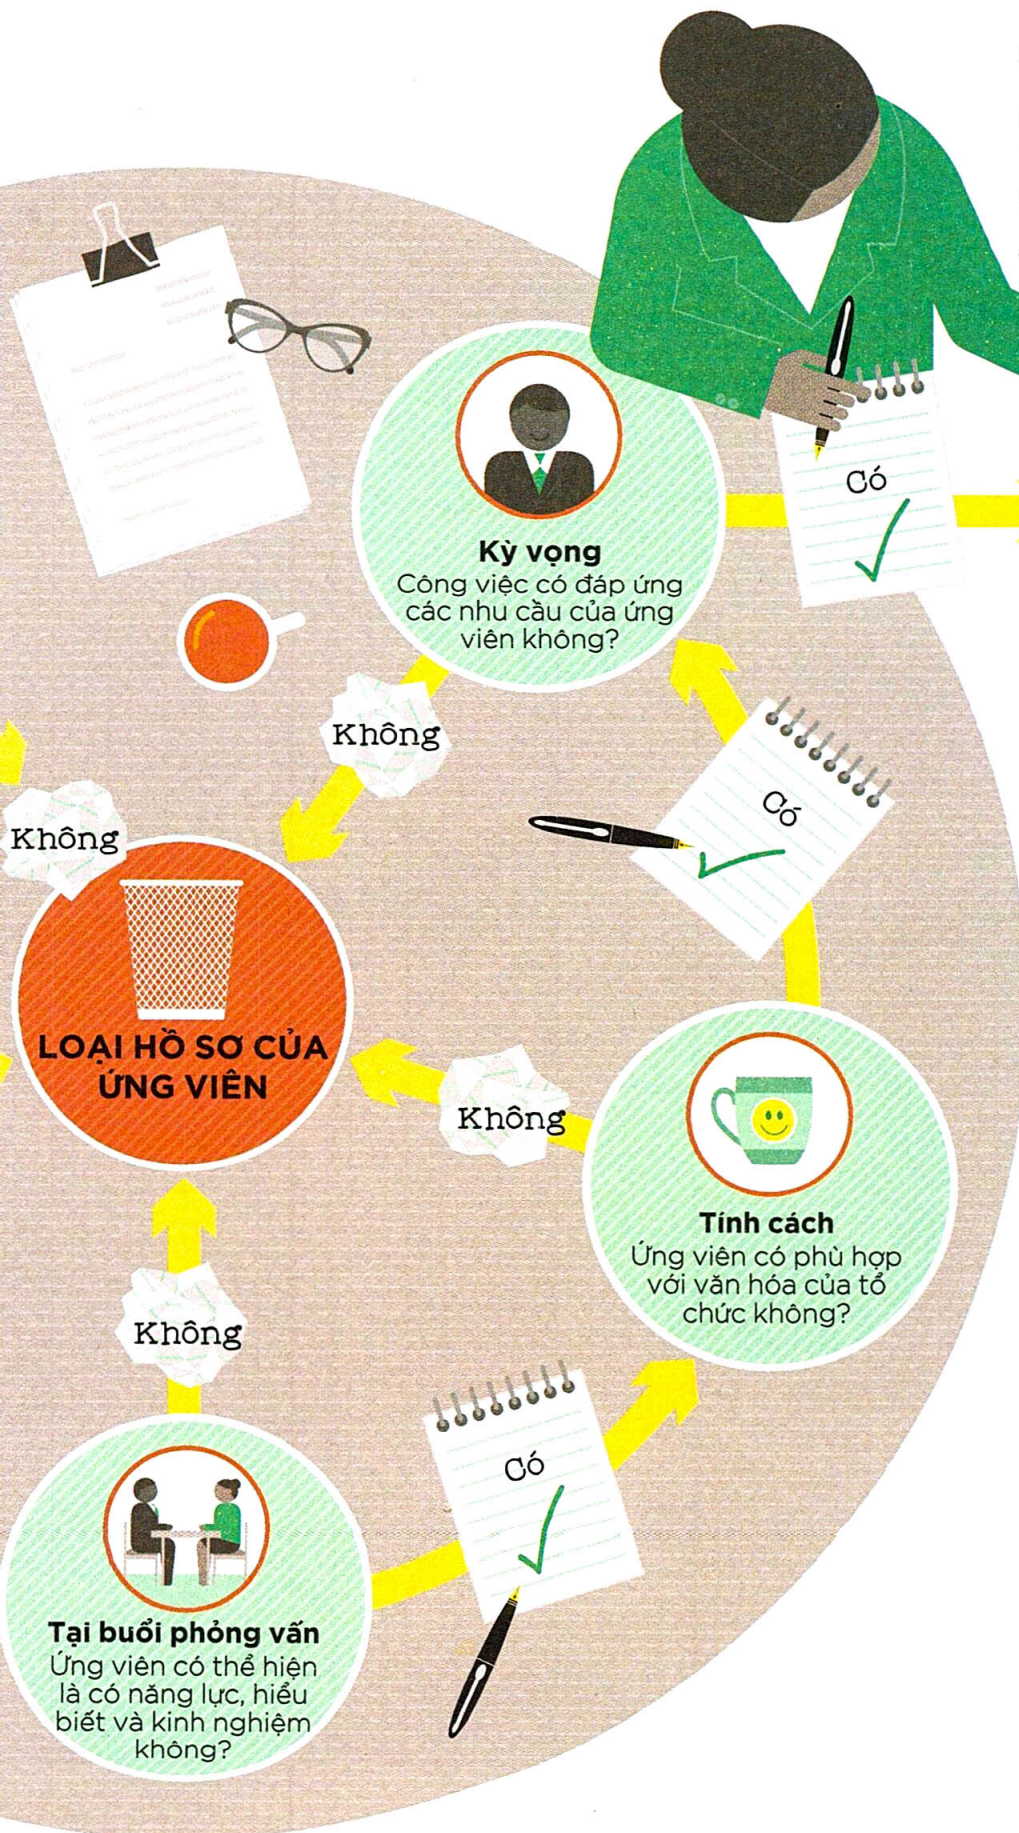 Có
Kỳ vọng
Công việc có đáp ứng
các nhu cầu của ứng
viên không?
Không
Có
Không
LOẠI HỒ SƠ CỦA
ỨNG VIÊN
Không
Tính cách
Ứng viên có phù hợp
với văn hóa của tổ
chức không?
Không
Có
Tại buổi phỏng vấn
Ứng viên có thể hiện
là có năng lực, hiểu
biết và kinh nghiệm
không?